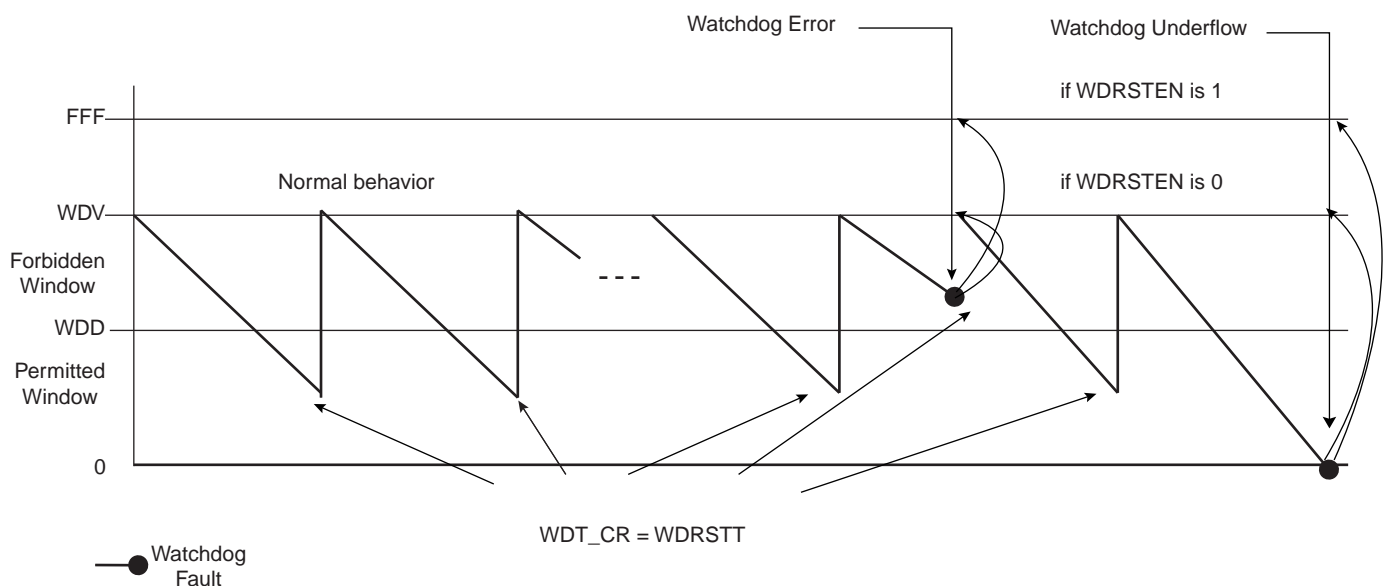 Watchdog Error
Watchdog Underflow
if WDRSTEN is 1
FFF
Normal behavior
if WDRSTEN is 0
WDV
Forbidden
Window
WDD
Permitted
Window
0
WDT_CR = WDRSTT
Watchdog
Fault